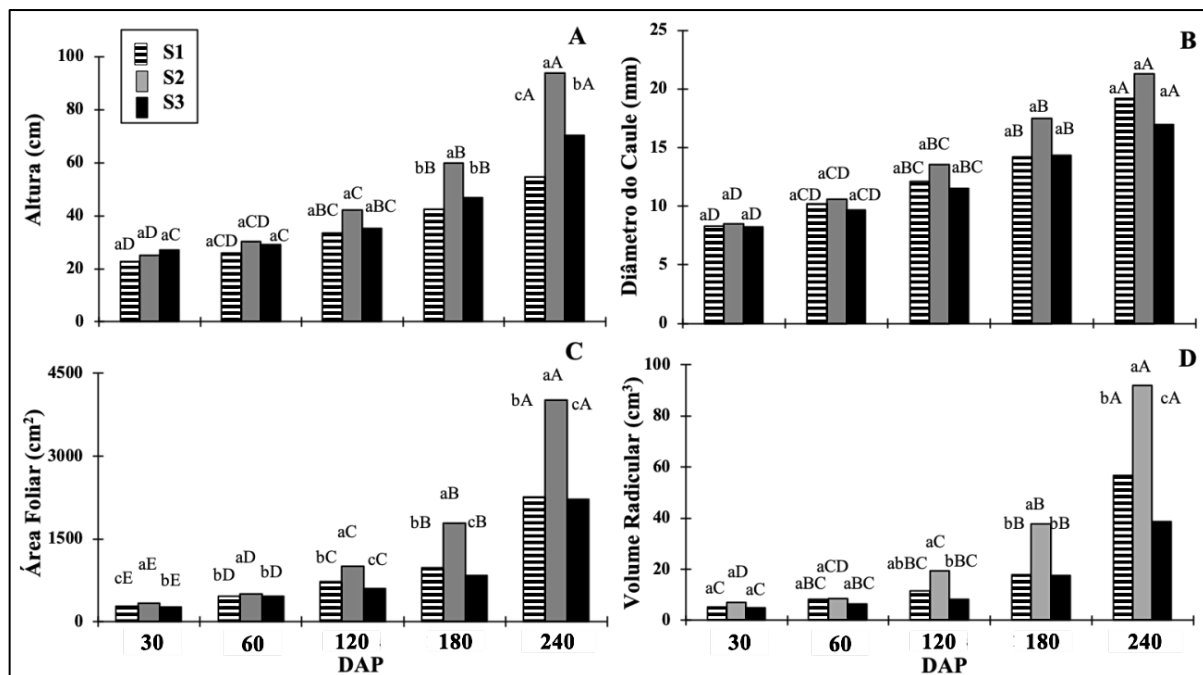 A
S1
S2
S3
Altura (cm)
100
80
60
40
20
0
aD aD aC
aCD aCD aC
aBC aC aBC
bB aB bB
cA aA bA
B
Diâmetro do Caule (mm)
25
20
15
10
5
0
aD aD aD
aCD aCD aCD
aBC aBC aBC
aB aB aB
aA aA aA
C
Área Foliar (cm²)
4500
3000
1500
0
cE aE bE
bD aD bD
bC aC cC
bB aB cB
bA aA cA
30 60 120 180 240
DAP
D
Volume Radicular (cm³)
100
80
60
40
20
0
aC aD aC
aBC aCD aBC
abBC aC bBC
bB aB bB
bA aA cA
30 60 120 180 240
DAP